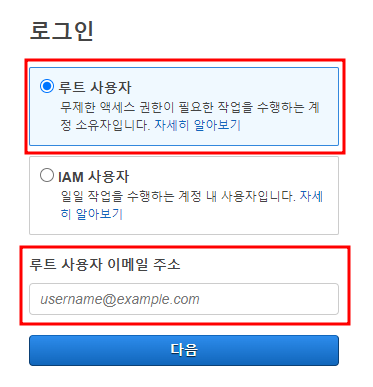 로그인
루트 사용자
무제한 액세스 권한이 필요한 작업을 수행하는 계
정 소유자입니다. 자세히 알아보기
IAM 사용자
일일 작업을 수행하는 계정 내 사용자입니다. 자세
히 알아보기
루트 사용자 이메일 주소
username@example.com
다음